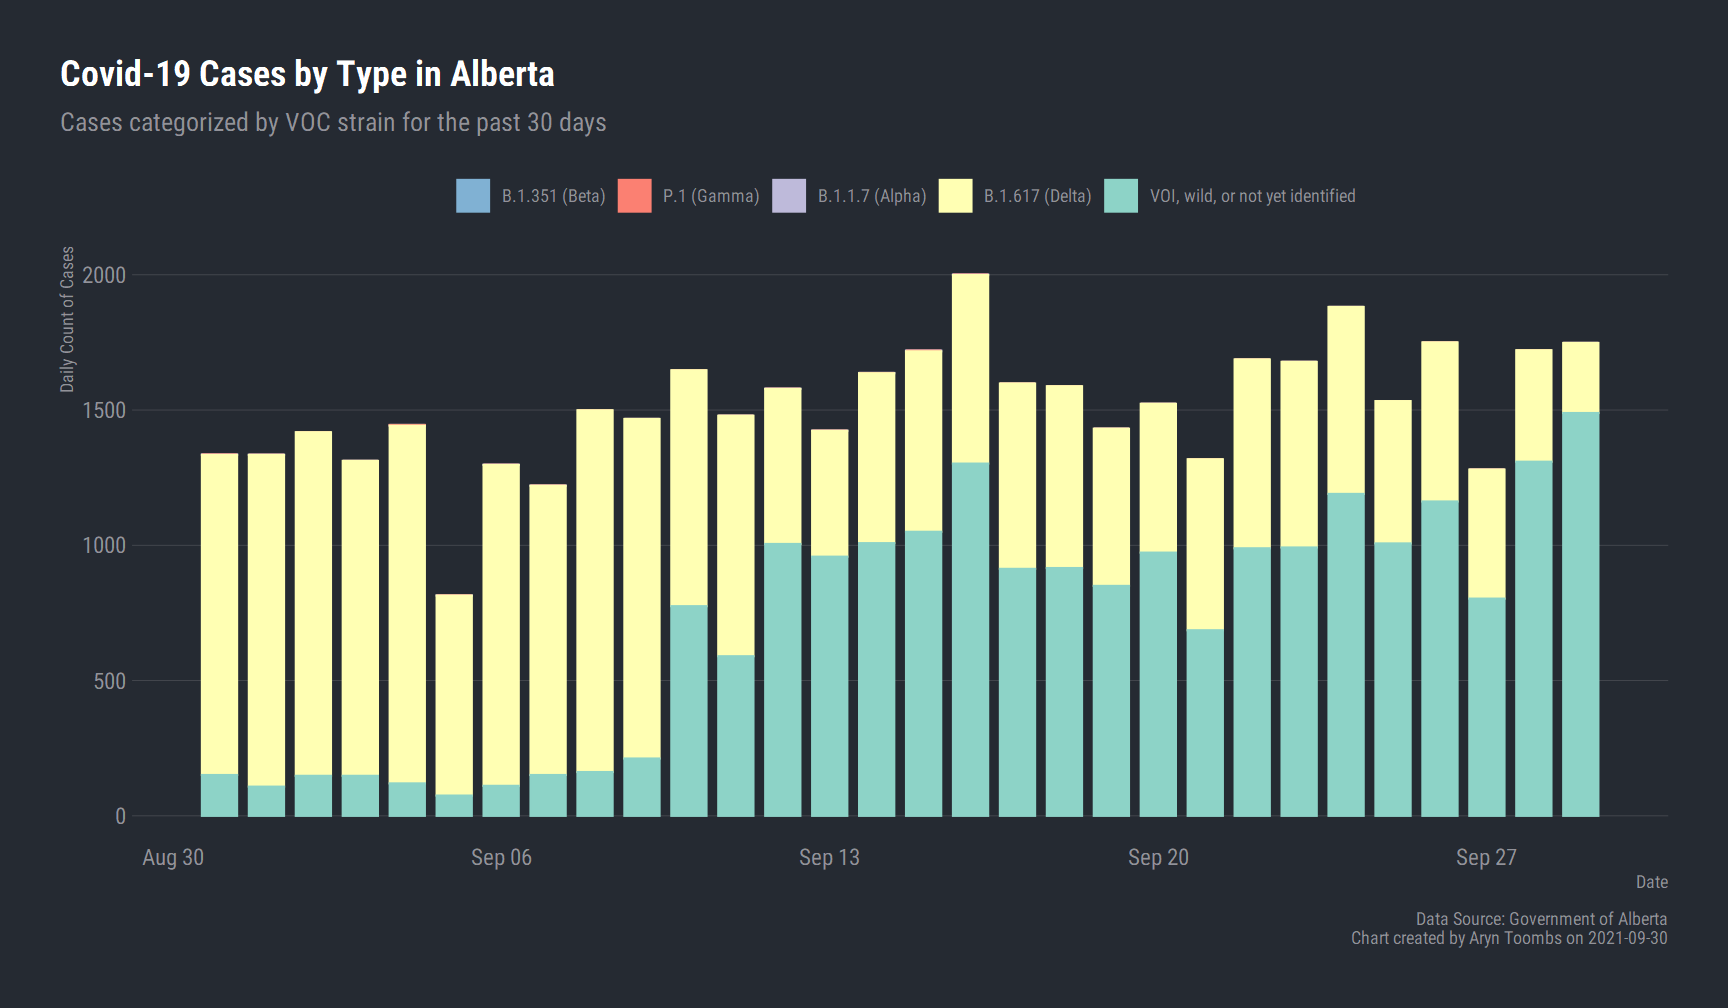 Covid-19 Cases by Type in Alberta
Cases categorized by VOC strain for the past 30 days
B.1.351 (Beta) P.1 (Gamma) B.1.1.7 (Alpha) B.1.617 (Delta) VOI, wild, or not yet identified
Daily Count of Cases
2000
1500
1000
500
0
Aug 30 Sep 06 Sep 13 Sep 20 Sep 27
Date
Data Source: Government of Alberta
Chart created by Aryn Toombs on 2021-09-30